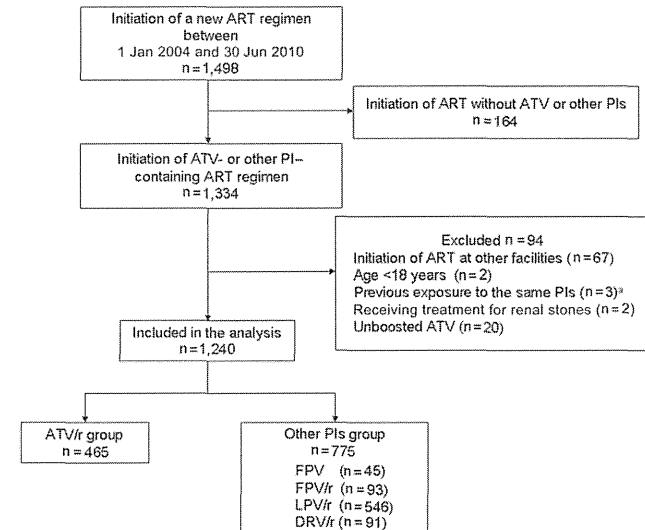 Initiation of a new ART regimen
between
1 Jan 2004 and 30 Jun 2010
n=1,498
Initiation of ART without ATV or other PIs
n=164
Initiation of ATV- or other PI–
containing ART regimen
n=1,334
Excluded n=94
Initiation of ART at other facilities (n=67)
Age <18 years (n=2)
Previous exposure to the same PIs (n=3)ᵃ
Receiving treatment for renal stones (n=2)
Unboosted ATV (n=20)
Included in the analysis
n=1,240
ATV/r group
n=465
Other PIs group
n=775
FPV (n=45)
FPV/r (n=93)
LPV/r (n=546)
DRV/r (n=91)